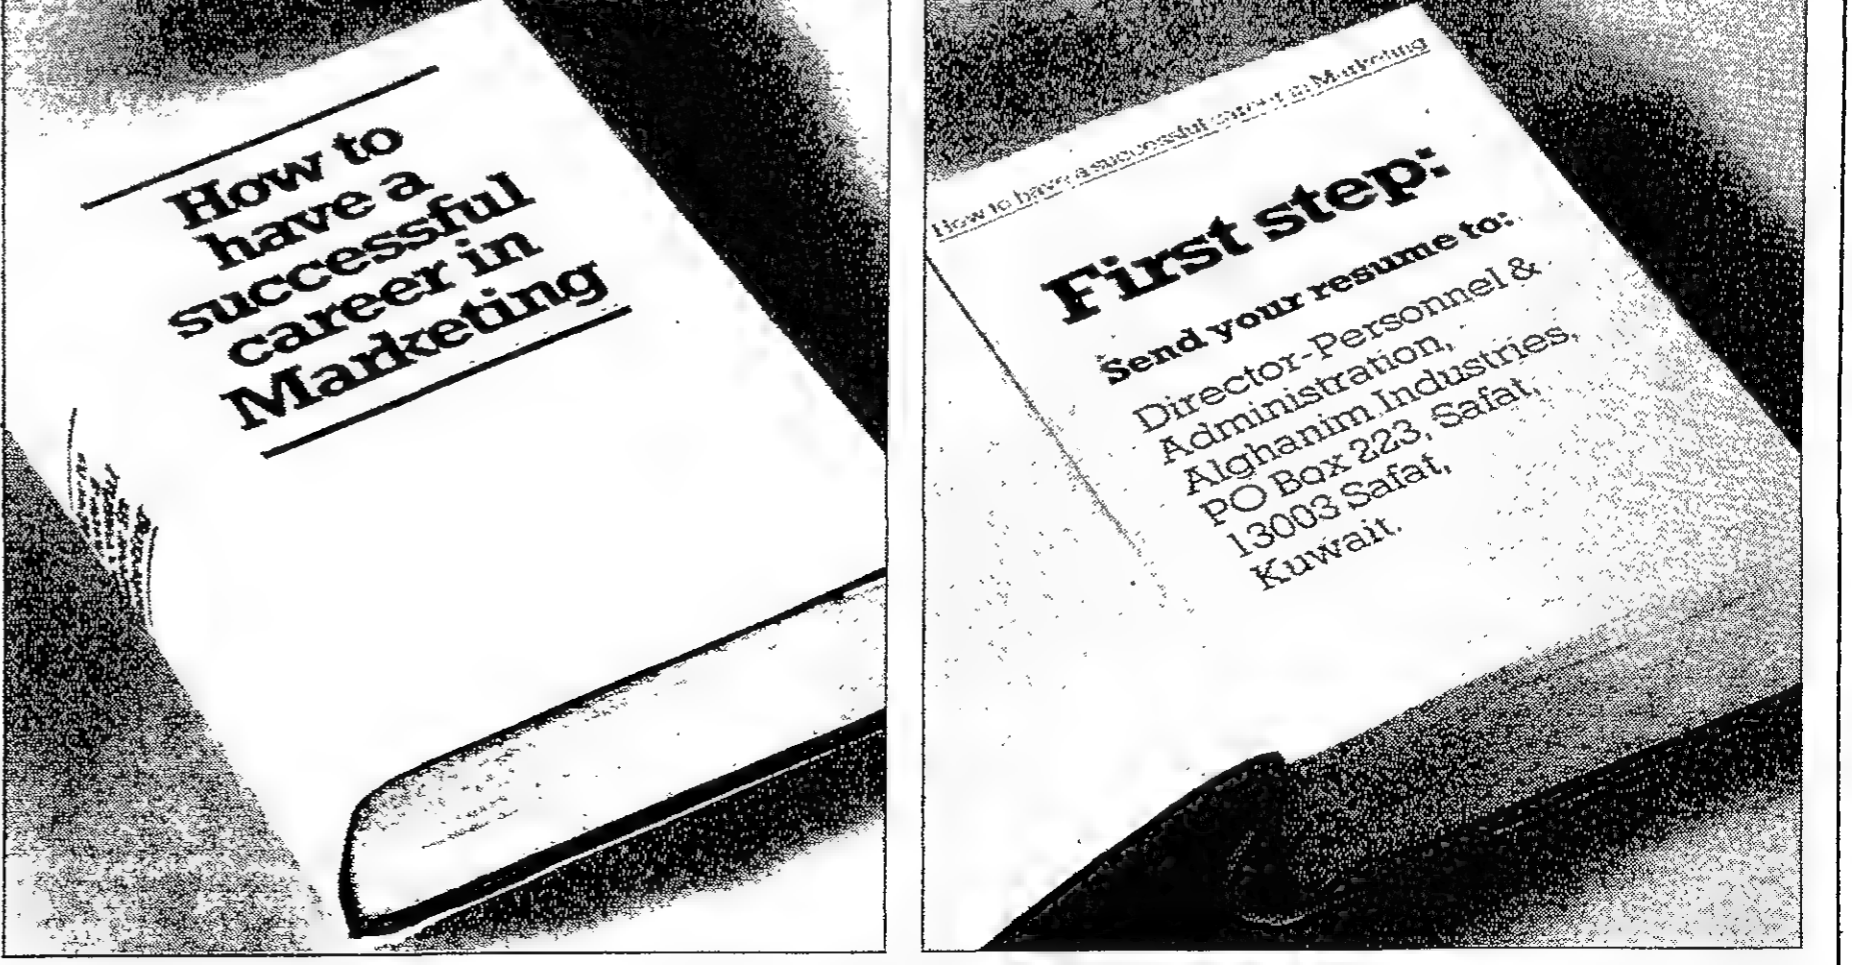 How to
have a
successful
career in
Marketing
How to have a successful career in Marketing
First step:
Send your resume to:
Director-Personnel &
Administration,
Alghanim Industries,
PO Box 223, Safat,
13003 Safat,
Kuwait.